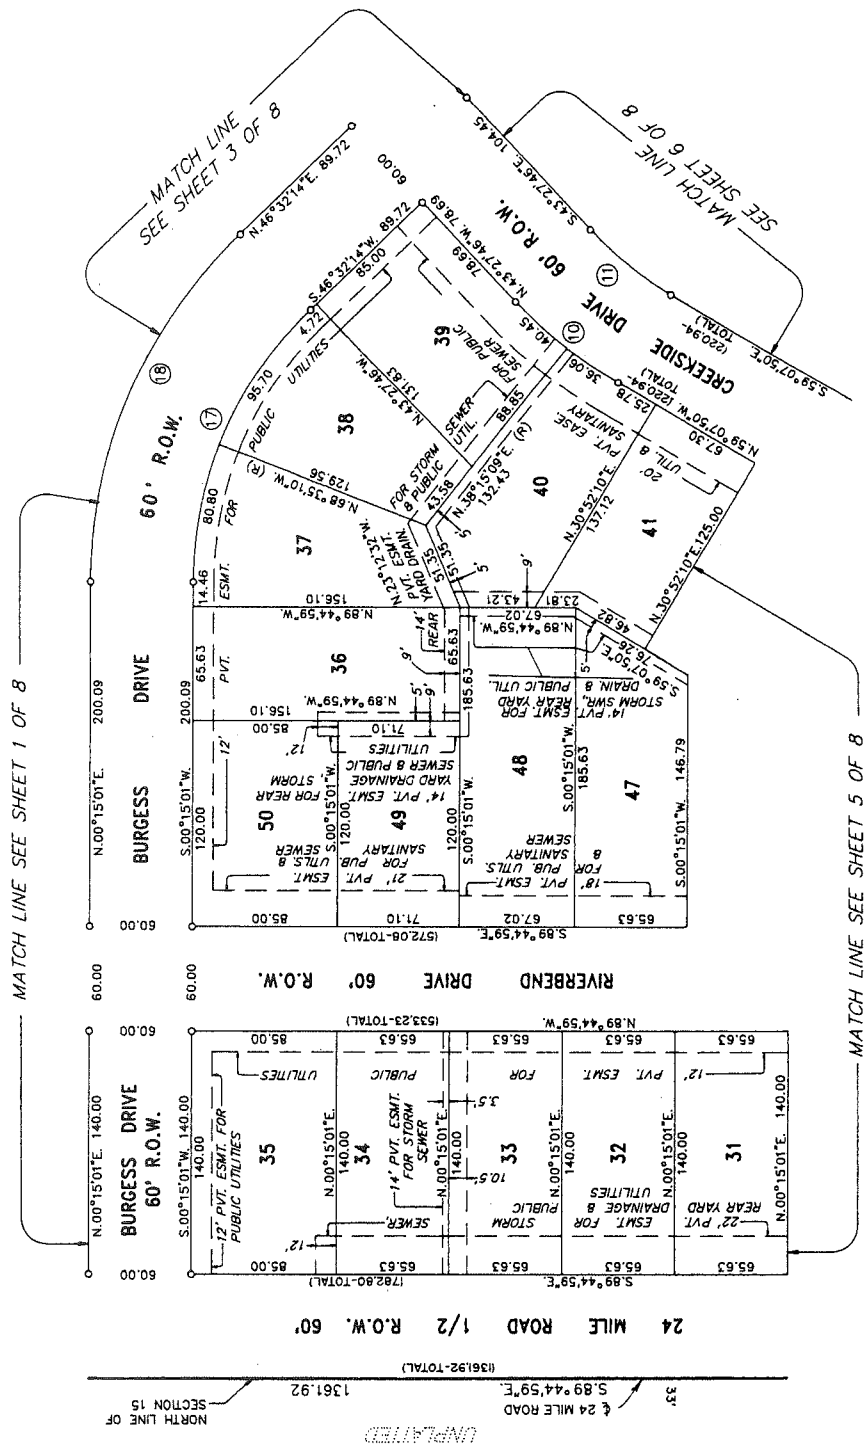 MATCH LINE
SEE SHEET 3 OF 8
MATCH LINE
SEE SHEET 6 OF 8
MATCH LINE SEE SHEET 1 OF 8
MATCH LINE SEE SHEET 5 OF 8
N.46°32'14"E. 89.72
60.00
S.43°27'46"E. 104.45
60' R.O.W.
DRIVE
CREEKSIDE
11
10
18
17
S.59°07'50"E.
(220.94-
TOTAL)
N.59°07'50"W.
(220.94-
TOTAL)
S.46°32'14"W. 89.72
85.00
4.72
N.43°27'46"W. 78.69
78.69
40.45
36.06
25.78
67.30
95.70
80.80
14.46
60' R.O.W.
PUBLIC
UTILITIES
FOR
ESMT.
PVT.
12'
39
FOR PUBLIC
SEWER
N.43°27'46"W.
131.83
38
SEWER
UTIL.
88.85
FOR STORM
& PUBLIC
43.58
N.38°15'09"E. (R)
132.43
N.68°35'10"W. (R)
129.56
37
N.23°12'32"W.
PVT. ESMT.
YARD DRAIN.
51.35
51.35
5'
5'
9'
40
PVT. EASE.
SANITARY
20'
UTIL. &
N.30°52'10"E.
137.12
41
N.30°52'10"E. 125.00
156.10
N.89°44'59"W.
14'
REAR
9'
65.63
185.63
43.21
23.81
67.02
N.89°44'59"W.
N.89°44'59"W.
46.82
76.26
S.59°07'50"E.
5'
36
65.63
N.89°44'59"W.
156.10
85.00
71.10
5'
9'
12'
N.00°15'01"E. 200.09
BURGESS DRIVE
S.00°15'01"W. 200.09
120.00
50
14' PVT. ESMT. FOR REAR
YARD DRAINAGE, STORM
SEWER & PUBLIC
UTILITIES
S.00°15'01"W.
120.00
49
21' PVT. ESMT.
FOR PUB. UTILS. &
SANITARY
SEWER
S.00°15'01"W.
120.00
185.63
14' PVT. ESMT. FOR
STORM SWR, REAR YARD
DRAIN. & PUBLIC UTIL.
48
S.00°15'01"W.
185.63
47
18' PVT. ESMT.
FOR PUB. UTILS.
& SANITARY
SEWER
S.00°15'01"W. 146.79
85.00
71.10
67.02
65.63
(572.08-TOTAL)
S.89°44'59"E.
60.00
60.00
RIVERBEND DRIVE 60' R.O.W.
60.00
(533.23-TOTAL)
N.89°44'59"W.
85.00
65.63
65.63
65.63
65.63
N.00°15'01"E. 140.00
BURGESS DRIVE
60' R.O.W.
S.00°15'01"W. 140.00
140.00
12' PVT. ESMT. FOR
PUBLIC UTILITIES
35
N.00°15'01"E.
140.00
34
14' PVT. ESMT.
FOR STORM
SEWER
N.00°15'01"E.
140.00
3.5'
10.5'
33
N.00°15'01"E.
140.00
32
N.00°15'01"E.
140.00
31
N.00°15'01"E. 140.00
12' PVT. ESMT. FOR PUBLIC UTILITIES
22' PVT. ESMT. FOR STORM SEWER,
REAR YARD DRAINAGE & PUBLIC
UTILITIES
12'
60.00
85.00
65.63
65.63
65.63
65.63
(782.80-TOTAL)
S.89°44'59"E.
24 MILE ROAD 1/2 R.O.W. 60'
(1361.92-TOTAL)
1361.92
S.89°44'59"E.
33'
℄ 24 MILE ROAD
NORTH LINE OF
SECTION 15
UNPLATTED